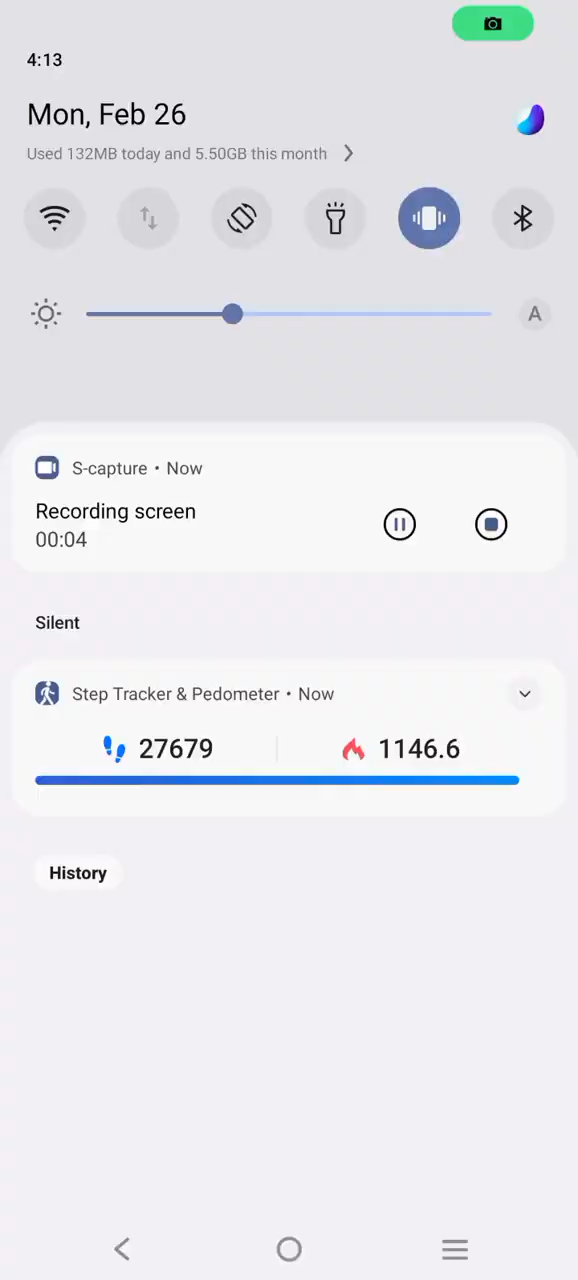 4:13
Mon, Feb 26
Used 132MB today and 5.50GB this month
A
S-capture • Now
Recording screen
00:04
Silent
Step Tracker & Pedometer • Now
27679 1146.6
History